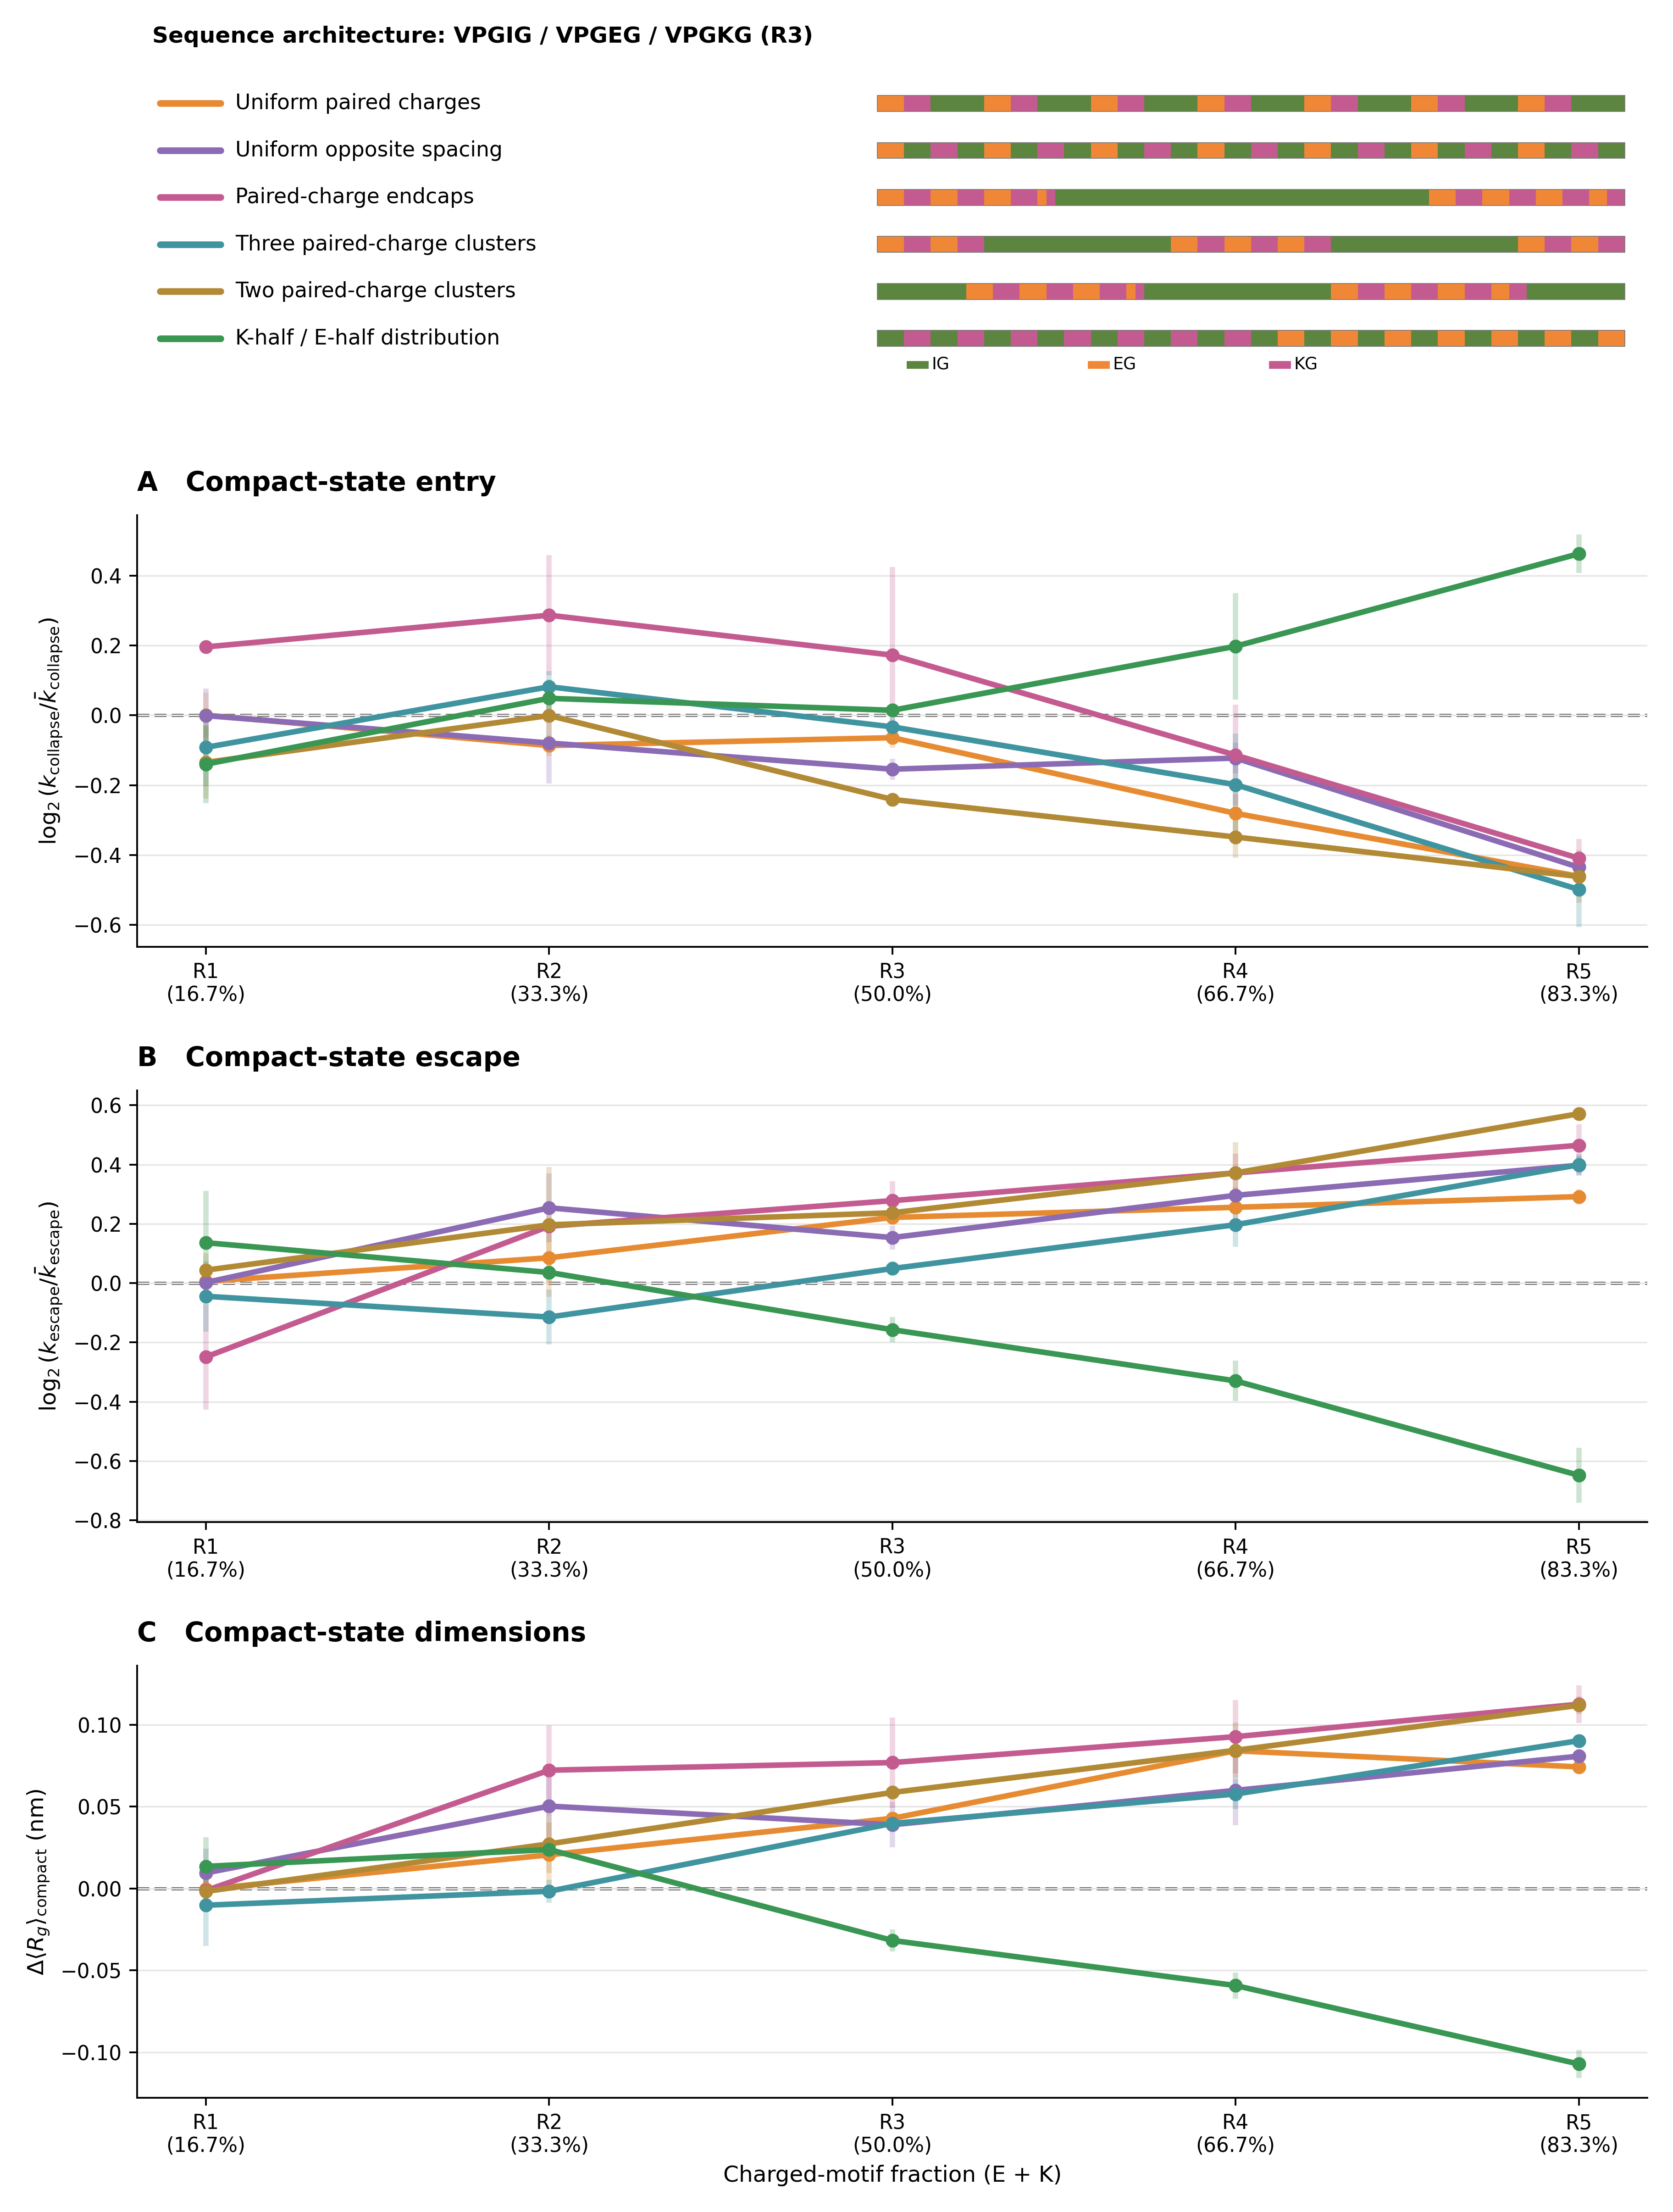 Sequence architecture: VPGIG / VPGEG / VPGKG (R3)
Uniform paired charges
Uniform opposite spacing
Paired-charge endcaps
Three paired-charge clusters
Two paired-charge clusters
K-half / E-half distribution
IG EG KG
A Compact-state entry
log₂ (k_collapse/k̄_collapse)
0.4
0.2
0.0
−0.2
−0.4
−0.6
R1 R2 R3 R4 R5
(16.7%) (33.3%) (50.0%) (66.7%) (83.3%)
B Compact-state escape
log₂ (k_escape/k̄_escape)
0.6
0.4
0.2
0.0
−0.2
−0.4
−0.6
−0.8
R1 R2 R3 R4 R5
(16.7%) (33.3%) (50.0%) (66.7%) (83.3%)
C Compact-state dimensions
Δ⟨R_g⟩_compact (nm)
0.10
0.05
0.00
−0.05
−0.10
R1 R2 R3 R4 R5
(16.7%) (33.3%) (50.0%) (66.7%) (83.3%)
Charged-motif fraction (E + K)